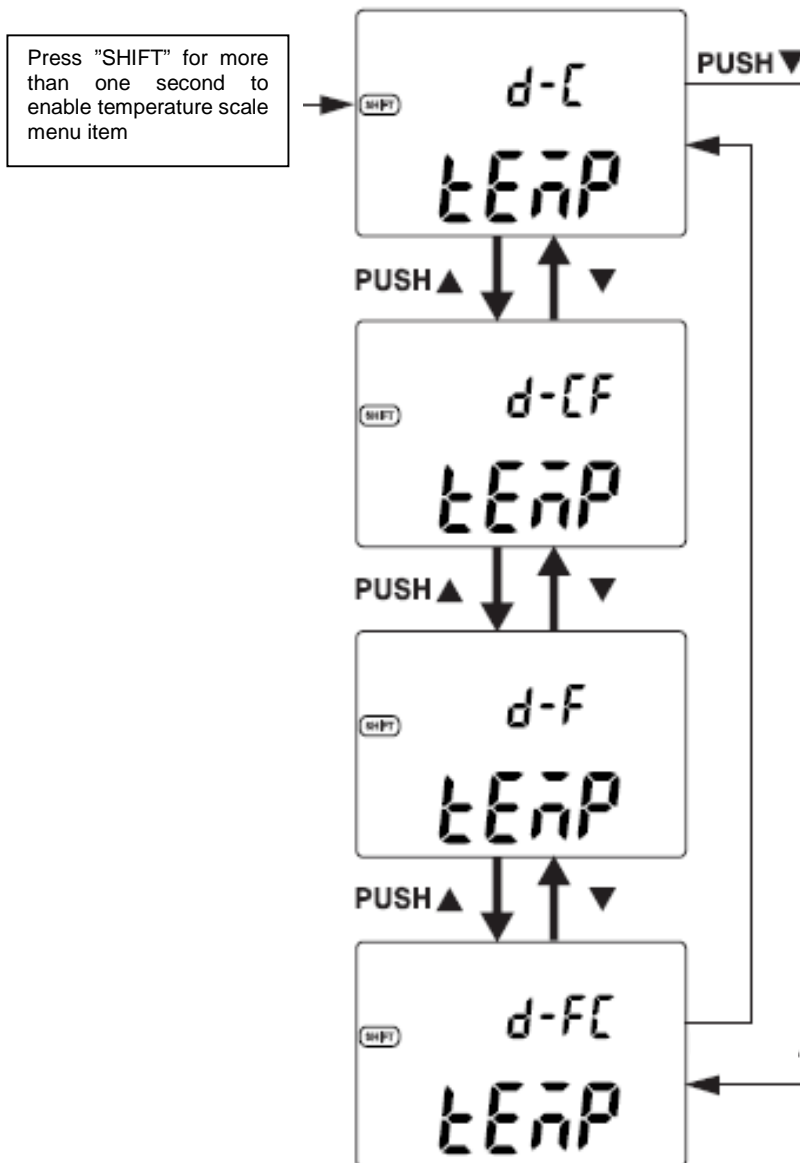 Press ”SHIFT” for more
than one second to
enable temperature scale
menu item
PUSH▼
SHIFT
d-C
tEmP
PUSH▲ ▼
SHIFT
d-CF
tEmP
PUSH▲ ▼
SHIFT
d-F
tEmP
PUSH▲ ▼
SHIFT
d-FC
tEmP